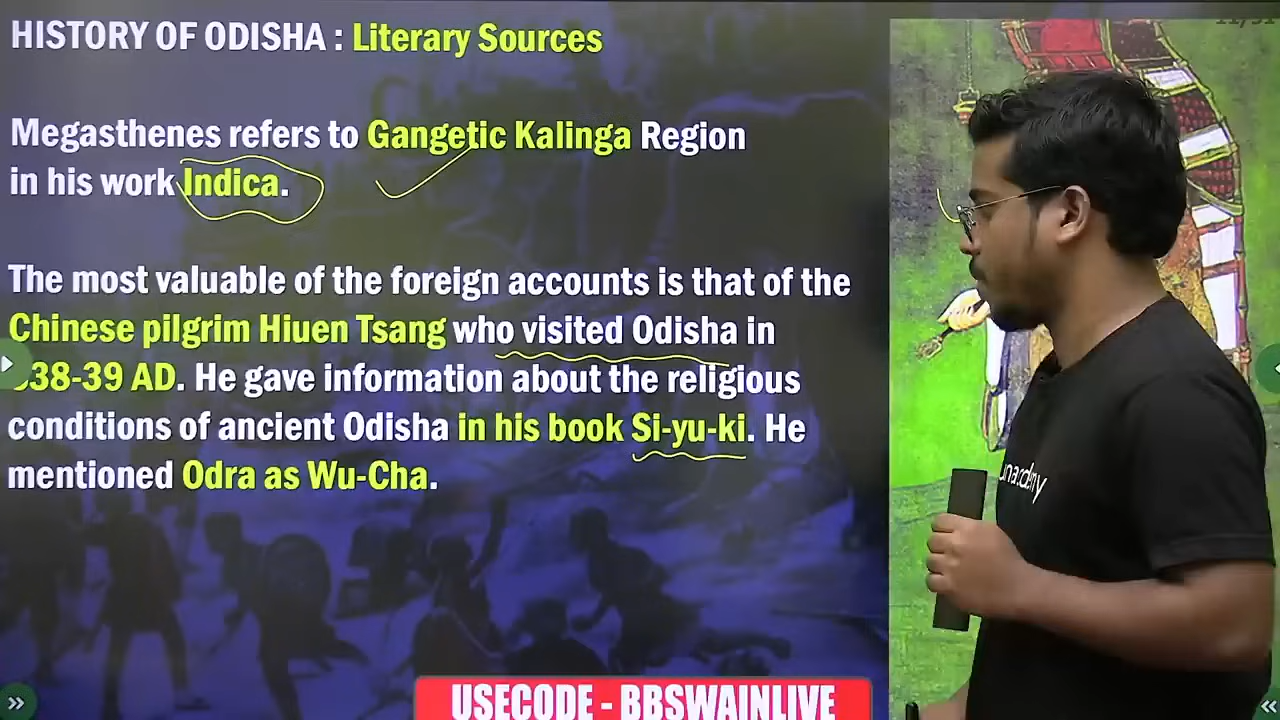 HISTORY OF ODISHA : Literary Sources
Megasthenes refers to Gangetic Kalinga Region
in his work Indica.
The most valuable of the foreign accounts is that of the
Chinese pilgrim Hiuen Tsang who visited Odisha in
38-39 AD. He gave information about the religious
conditions of ancient Odisha in his book Si-yu-ki. He
mentioned Odra as Wu-Cha.
unacademy
USECODE - BBSWAINLIVE